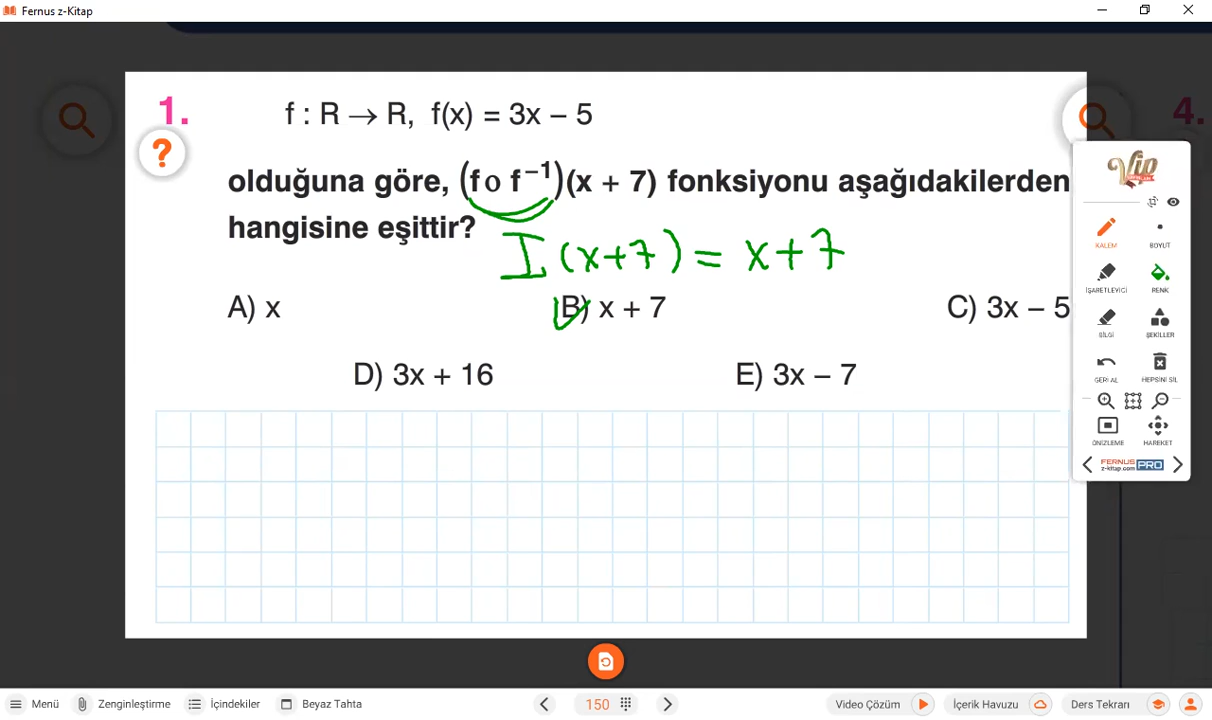 Fernus z-Kitap
1. f : R → R, f(x) = 3x – 5
4.
?
olduğuna göre, (f o f⁻¹)(x + 7) fonksiyonu aşağıdakilerden
hangisine eşittir?
I (x+7) = x+7
A) x B) x + 7 C) 3x – 5
D) 3x + 16 E) 3x – 7
Vip
KALEM BOYUT
İŞARETLEYİCİ RENK
SİLGİ ŞEKİLLER
GERİ AL HEPSİNİ SİL
ÖNİZLEME HAREKET
FERNUS PRO
z-kitap.com
Menü Zenginleştirme İçindekiler Beyaz Tahta 150 Video Çözüm İçerik Havuzu Ders Tekrarı